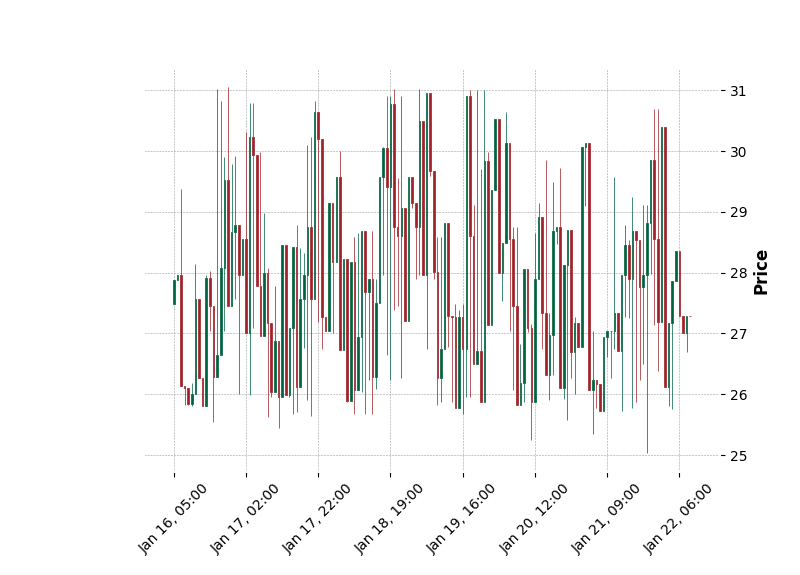 31
30
29
28
27
26
25
Price
Jan 16, 05:00
Jan 17, 02:00
Jan 17, 22:00
Jan 18, 19:00
Jan 19, 16:00
Jan 20, 12:00
Jan 21, 09:00
Jan 22, 06:00